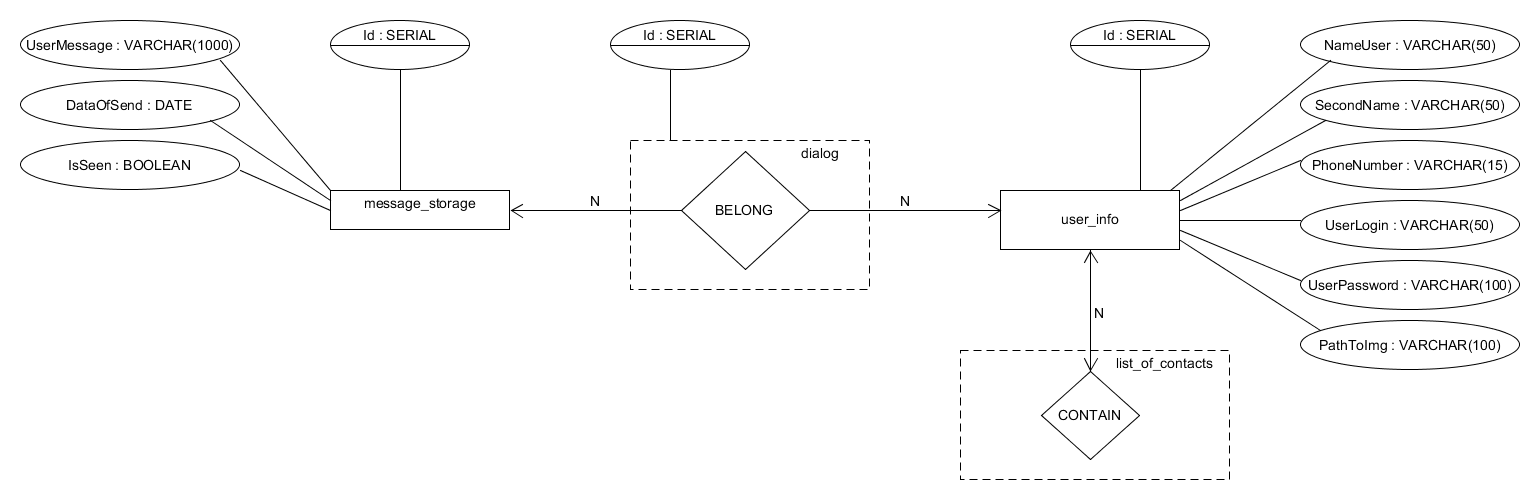 UserMessage : VARCHAR(1000)
DataOfSend : DATE
IsSeen : BOOLEAN
Id : SERIAL
message_storage
N
Id : SERIAL
dialog
BELONG
N
Id : SERIAL
user_info
NameUser : VARCHAR(50)
SecondName : VARCHAR(50)
PhoneNumber : VARCHAR(15)
UserLogin : VARCHAR(50)
UserPassword : VARCHAR(100)
PathToImg : VARCHAR(100)
N
list_of_contacts
CONTAIN